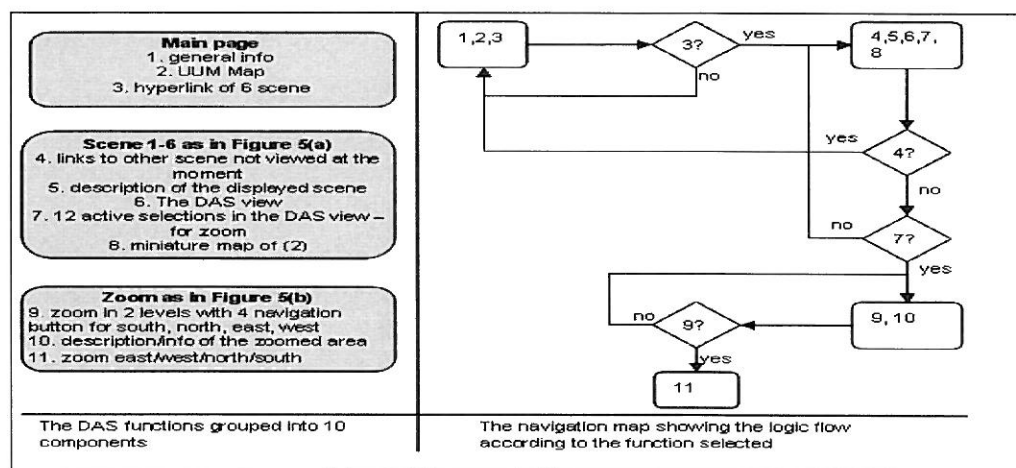 Main page
1. general info
2. UUM Map
3. hyperlink of 6 scene
Scene 1-6 as in Figure 5(a)
4. links to other scene not viewed at the
moment
5. description of the displayed scene
6. The DAS view
7. 12 active selections in the DAS view –
for zoom
8. miniature map of (2)
Zoom as in Figure 5(b)
9. zoom in 2 levels with 4 navigation
button for south, north, east, west
10. description/info of the zoomed area
11. zoom east/west/north/south
The DAS functions grouped into 10
components
1,2,3
3?
yes
no
4,5,6,7,
8
yes
4?
no
no
7?
yes
no
9?
9, 10
yes
11
The navigation map showing the logic flow
according to the function selected